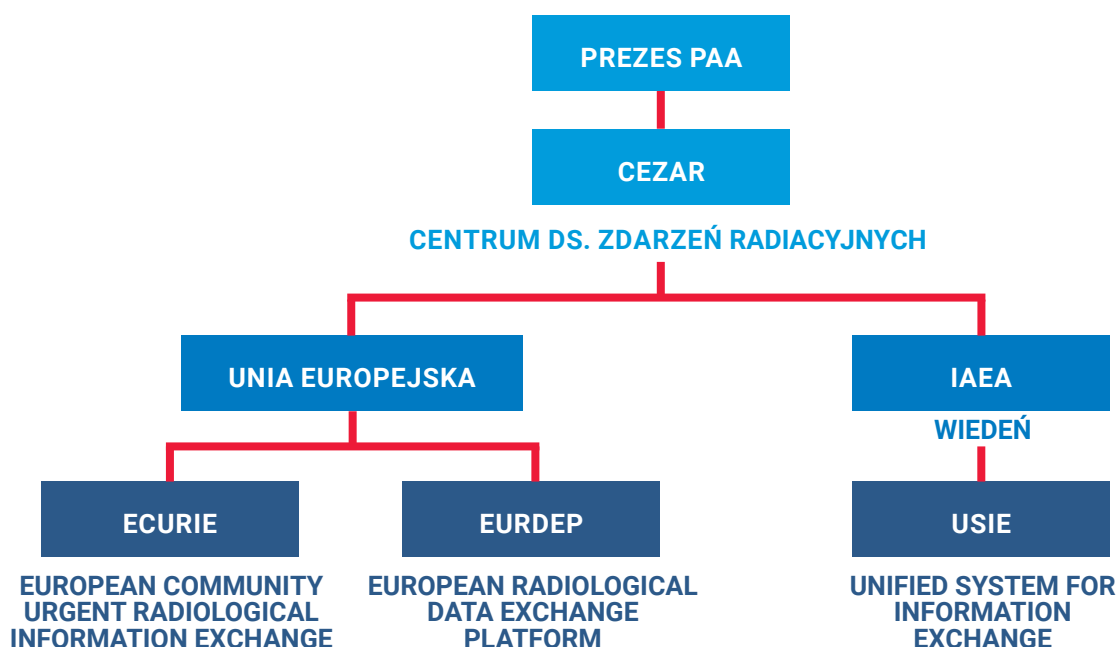 PREZES PAA
CEZAR
CENTRUM DS. ZDARZEŃ RADIACYJNYCH
UNIA EUROPEJSKA
IAEA
WIEDEŃ
ECURIE
EURDEP
USIE
EUROPEAN COMMUNITY
URGENT RADIOLOGICAL
INFORMATION EXCHANGE
EUROPEAN RADIOLOGICAL
DATA EXCHANGE
PLATFORM
UNIFIED SYSTEM FOR
INFORMATION
EXCHANGE